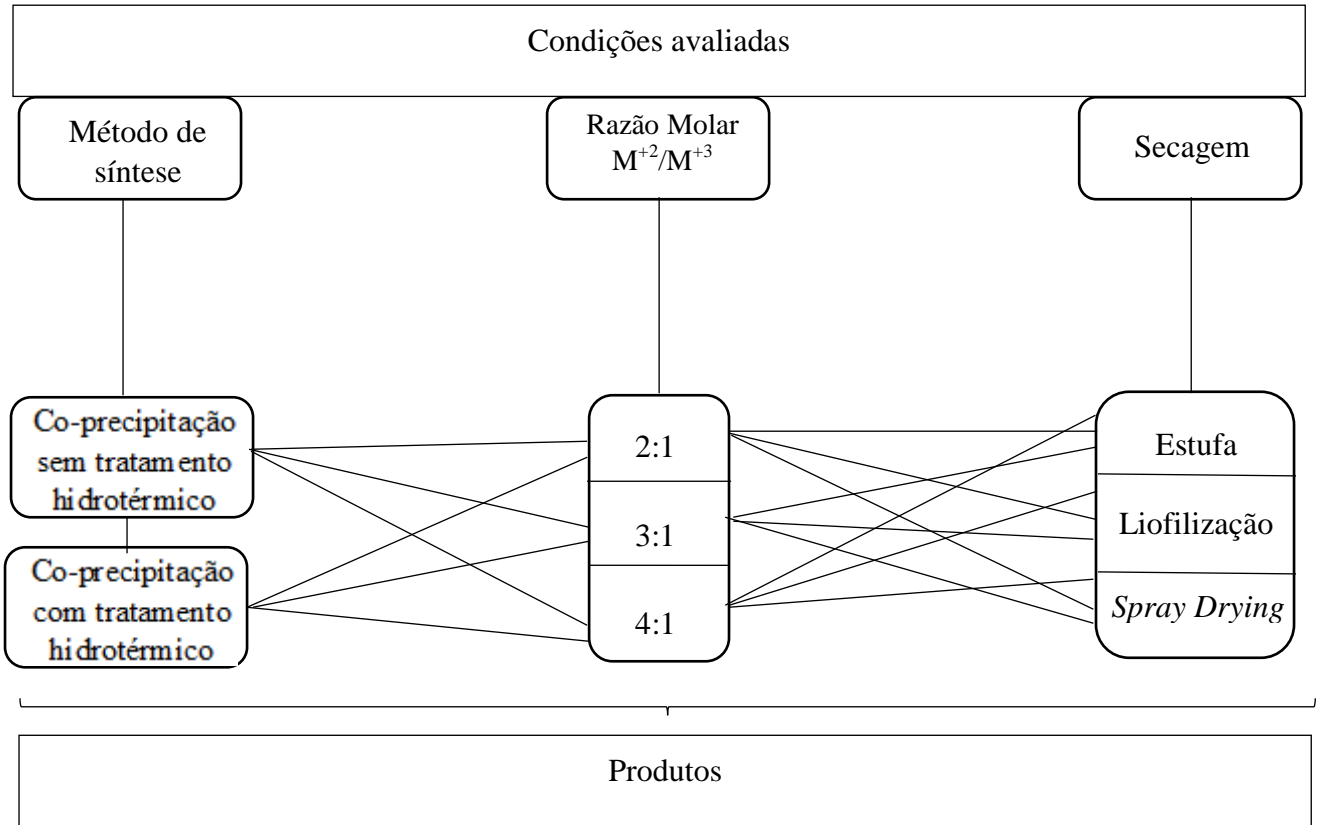 Condições avaliadas
Método de
síntese
Razão Molar
M⁺²/M⁺³
Secagem
Co-precipitação
sem tratamento
hidrotérmico
Co-precipitação
com tratamento
hidrotérmico
2:1
3:1
4:1
Estufa
Liofilização
Spray Drying
Produtos